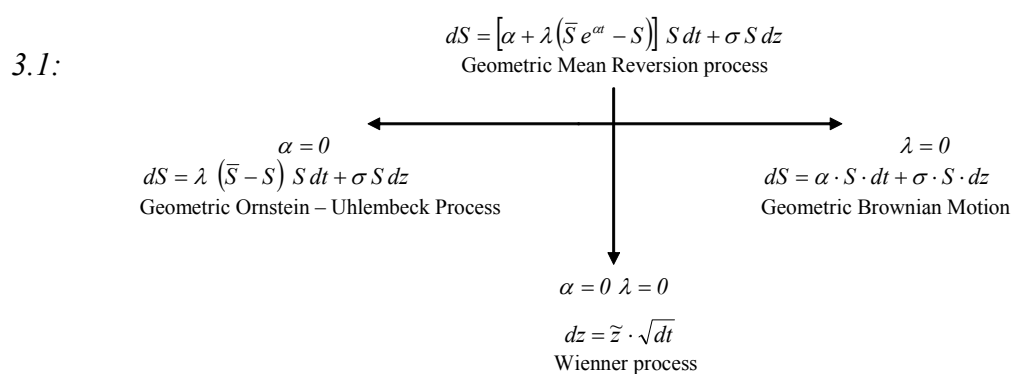 dS = [α + λ(S̅ e^{αt} − S)] S dt + σ S dz
3.1:
Geometric Mean Reversion process
α = 0
λ = 0
dS = λ (S̅ − S) S dt + σ S dz
dS = α · S · dt + σ · S · dz
Geometric Ornstein – Uhlembeck Process
Geometric Brownian Motion
α = 0 λ = 0
dz = z̃ · √dt
Wienner process